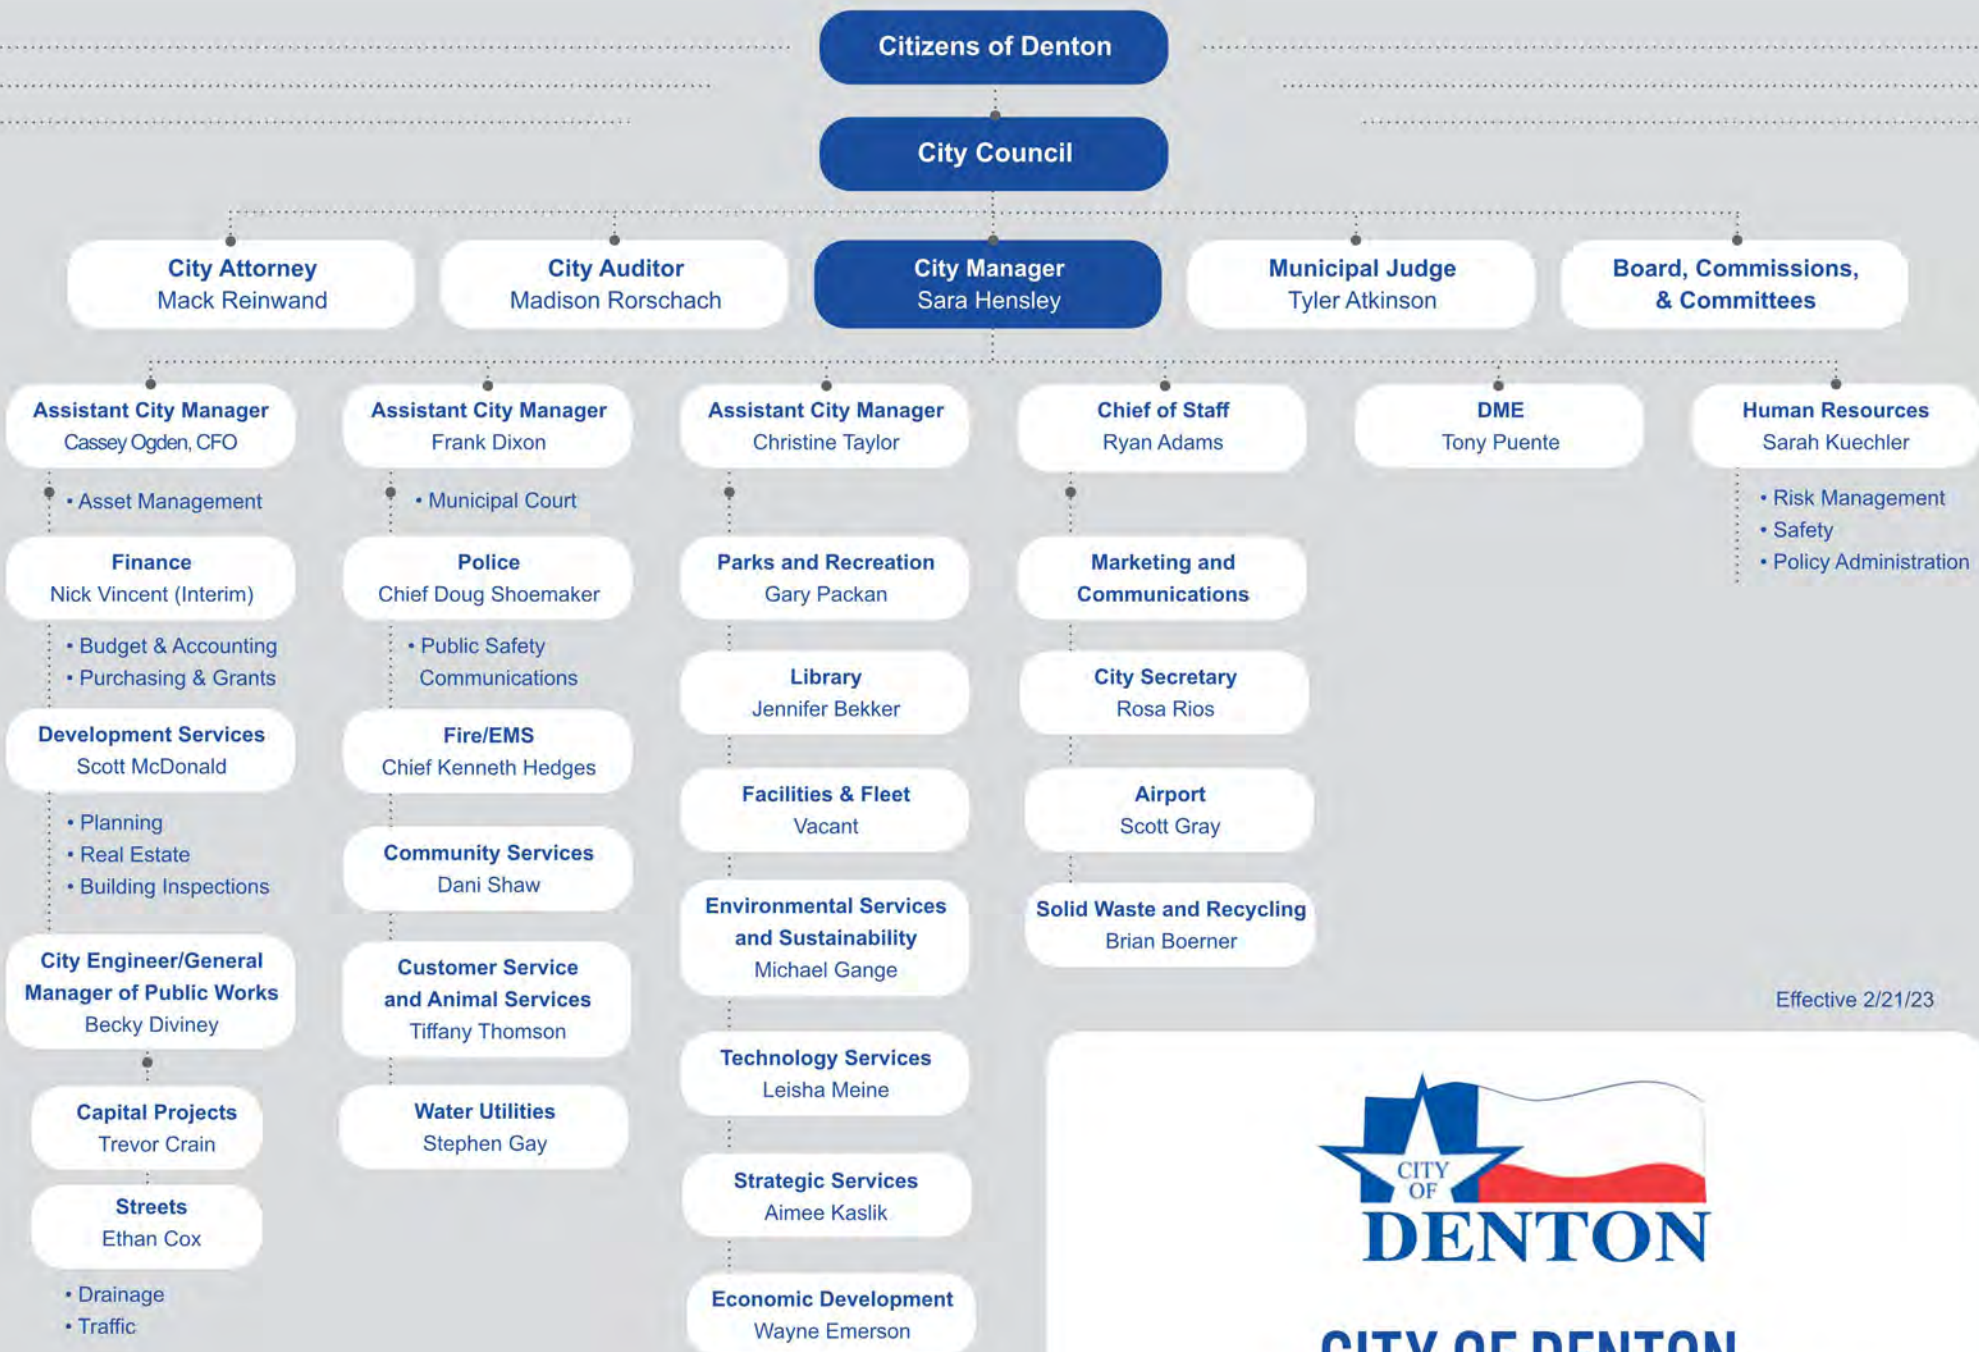 Citizens of Denton
City Council
City Attorney
Mack Reinwand
City Auditor
Madison Rorschach
City Manager
Sara Hensley
Municipal Judge
Tyler Atkinson
Board, Commissions,
& Committees
Assistant City Manager
Cassey Ogden, CFO
• Asset Management
Finance
Nick Vincent (Interim)
• Budget & Accounting
• Purchasing & Grants
Development Services
Scott McDonald
• Planning
• Real Estate
• Building Inspections
City Engineer/General
Manager of Public Works
Becky Diviney
Capital Projects
Trevor Crain
Streets
Ethan Cox
• Drainage
• Traffic
Assistant City Manager
Frank Dixon
• Municipal Court
Police
Chief Doug Shoemaker
• Public Safety
Communications
Fire/EMS
Chief Kenneth Hedges
Community Services
Dani Shaw
Customer Service
and Animal Services
Tiffany Thomson
Water Utilities
Stephen Gay
Assistant City Manager
Christine Taylor
Parks and Recreation
Gary Packan
Library
Jennifer Bekker
Facilities & Fleet
Vacant
Environmental Services
and Sustainability
Michael Gange
Technology Services
Leisha Meine
Strategic Services
Aimee Kaslik
Economic Development
Wayne Emerson
Chief of Staff
Ryan Adams
Marketing and
Communications
City Secretary
Rosa Rios
Airport
Scott Gray
Solid Waste and Recycling
Brian Boerner
DME
Tony Puente
Human Resources
Sarah Kuechler
• Risk Management
• Safety
• Policy Administration
Effective 2/21/23
CITY
OF
DENTON
CITY OF DENTON